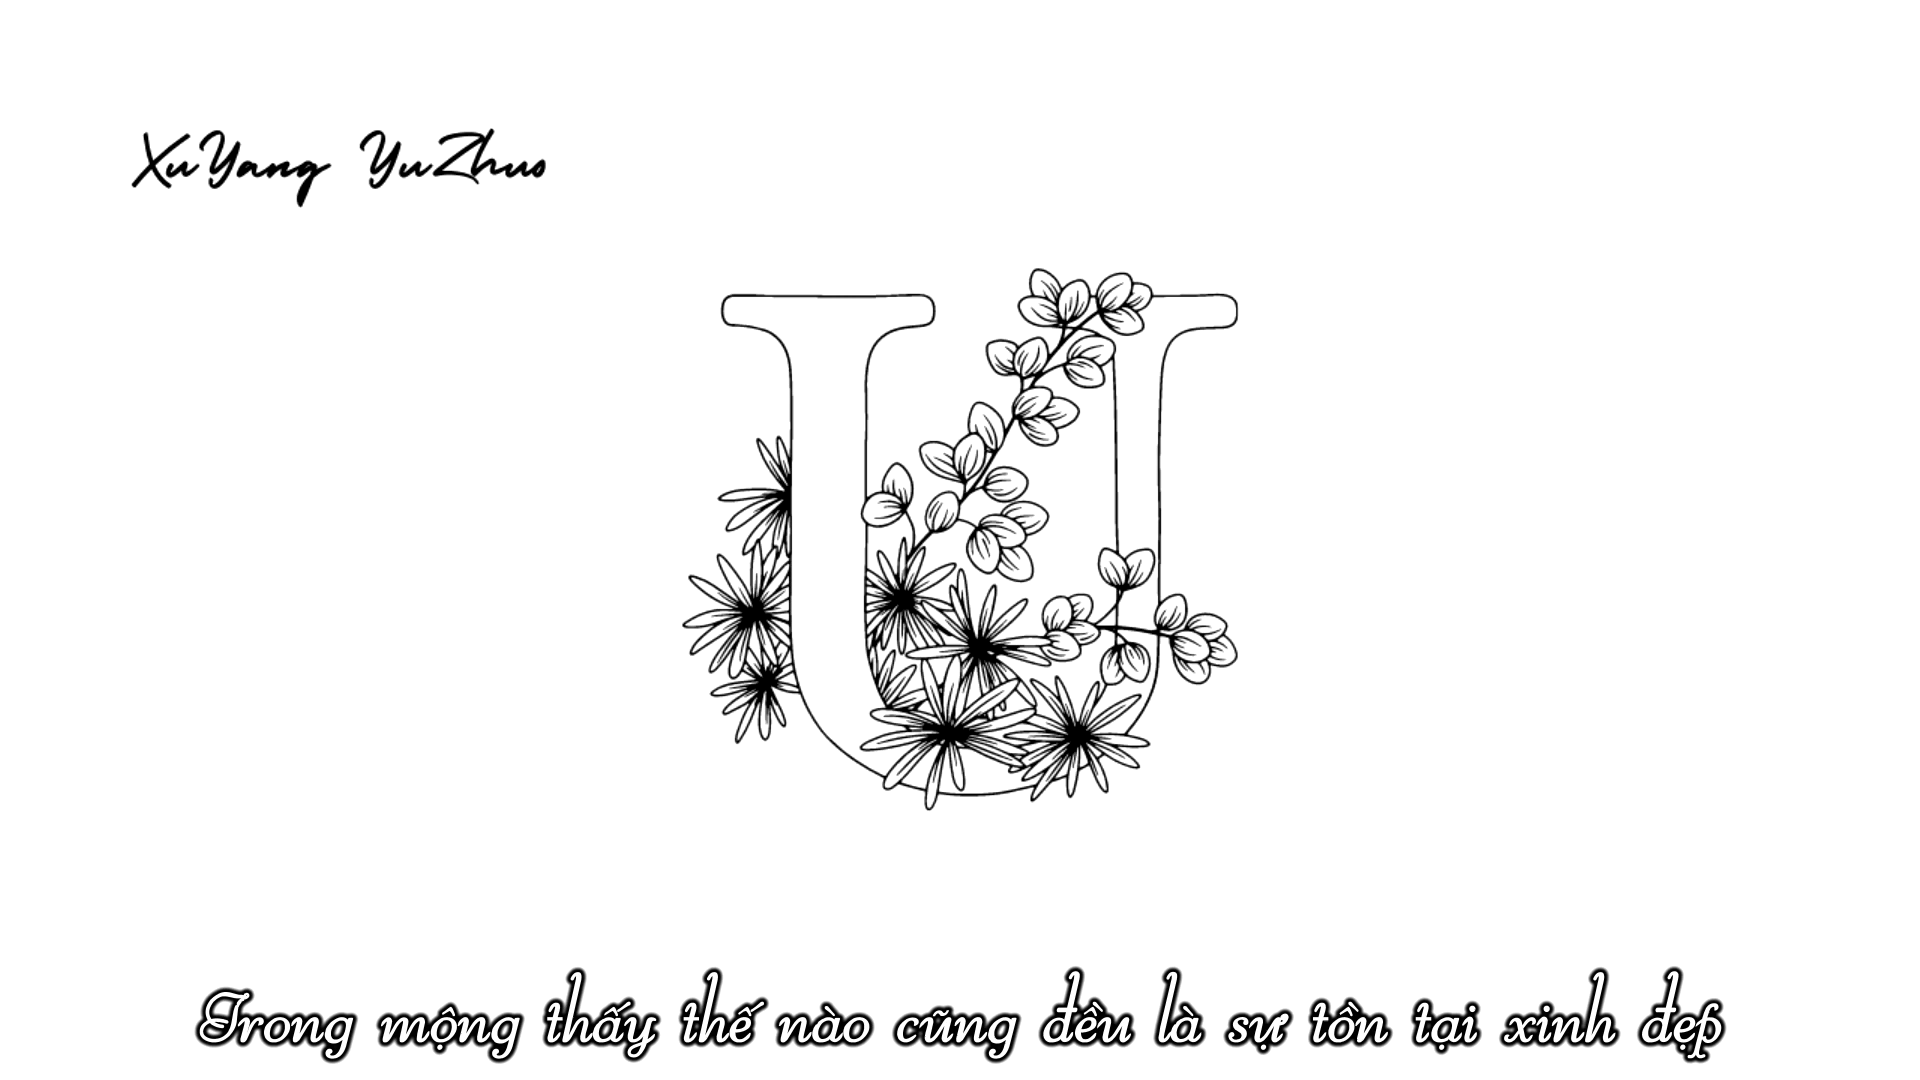 XuYang YuZhuo
U
Trong mộng thấy thế nào cũng đều là sự tồn tại xinh đẹp